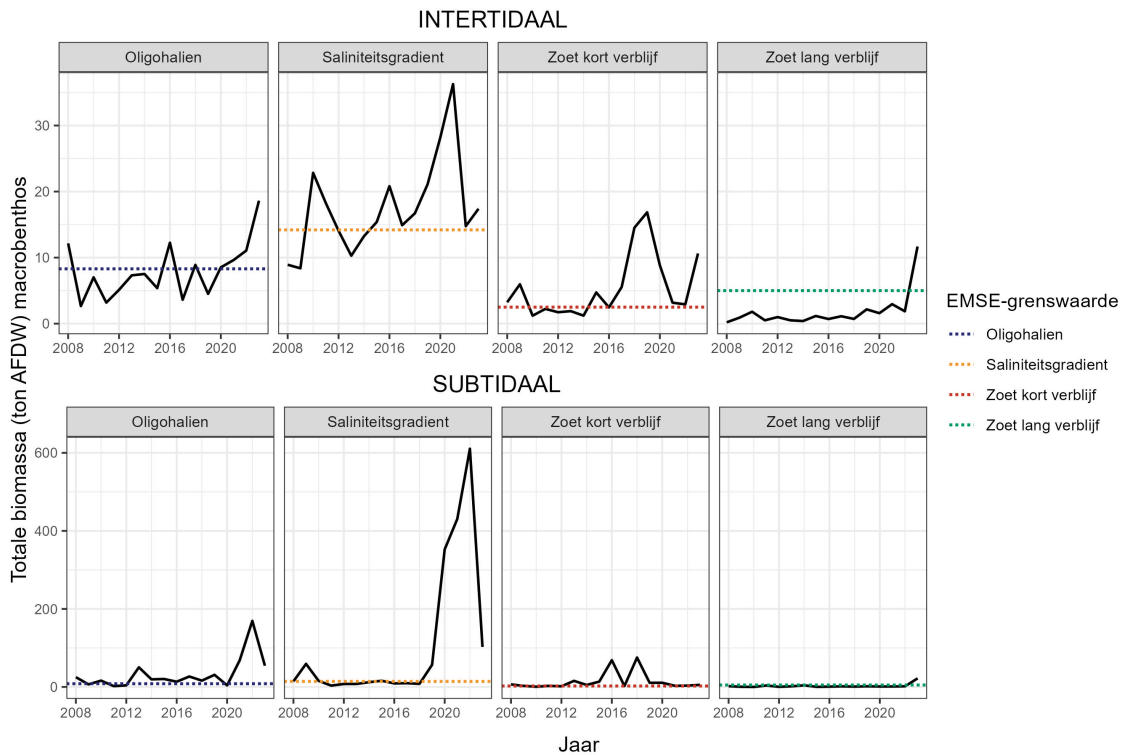 INTERTIDAAL
Oligohalien
Saliniteitsgradient
Zoet kort verblijf
Zoet lang verblijf
30
20
10
0
2008 2012 2016 2020
2008 2012 2016 2020
2008 2012 2016 2020
2008 2012 2016 2020
SUBTIDAAL
Oligohalien
Saliniteitsgradient
Zoet kort verblijf
Zoet lang verblijf
600
400
200
0
2008 2012 2016 2020
2008 2012 2016 2020
2008 2012 2016 2020
2008 2012 2016 2020
Totale biomassa (ton AFDW) macrobenthos
Jaar
EMSE-grenswaarde
Oligohalien
Saliniteitsgradient
Zoet kort verblijf
Zoet lang verblijf